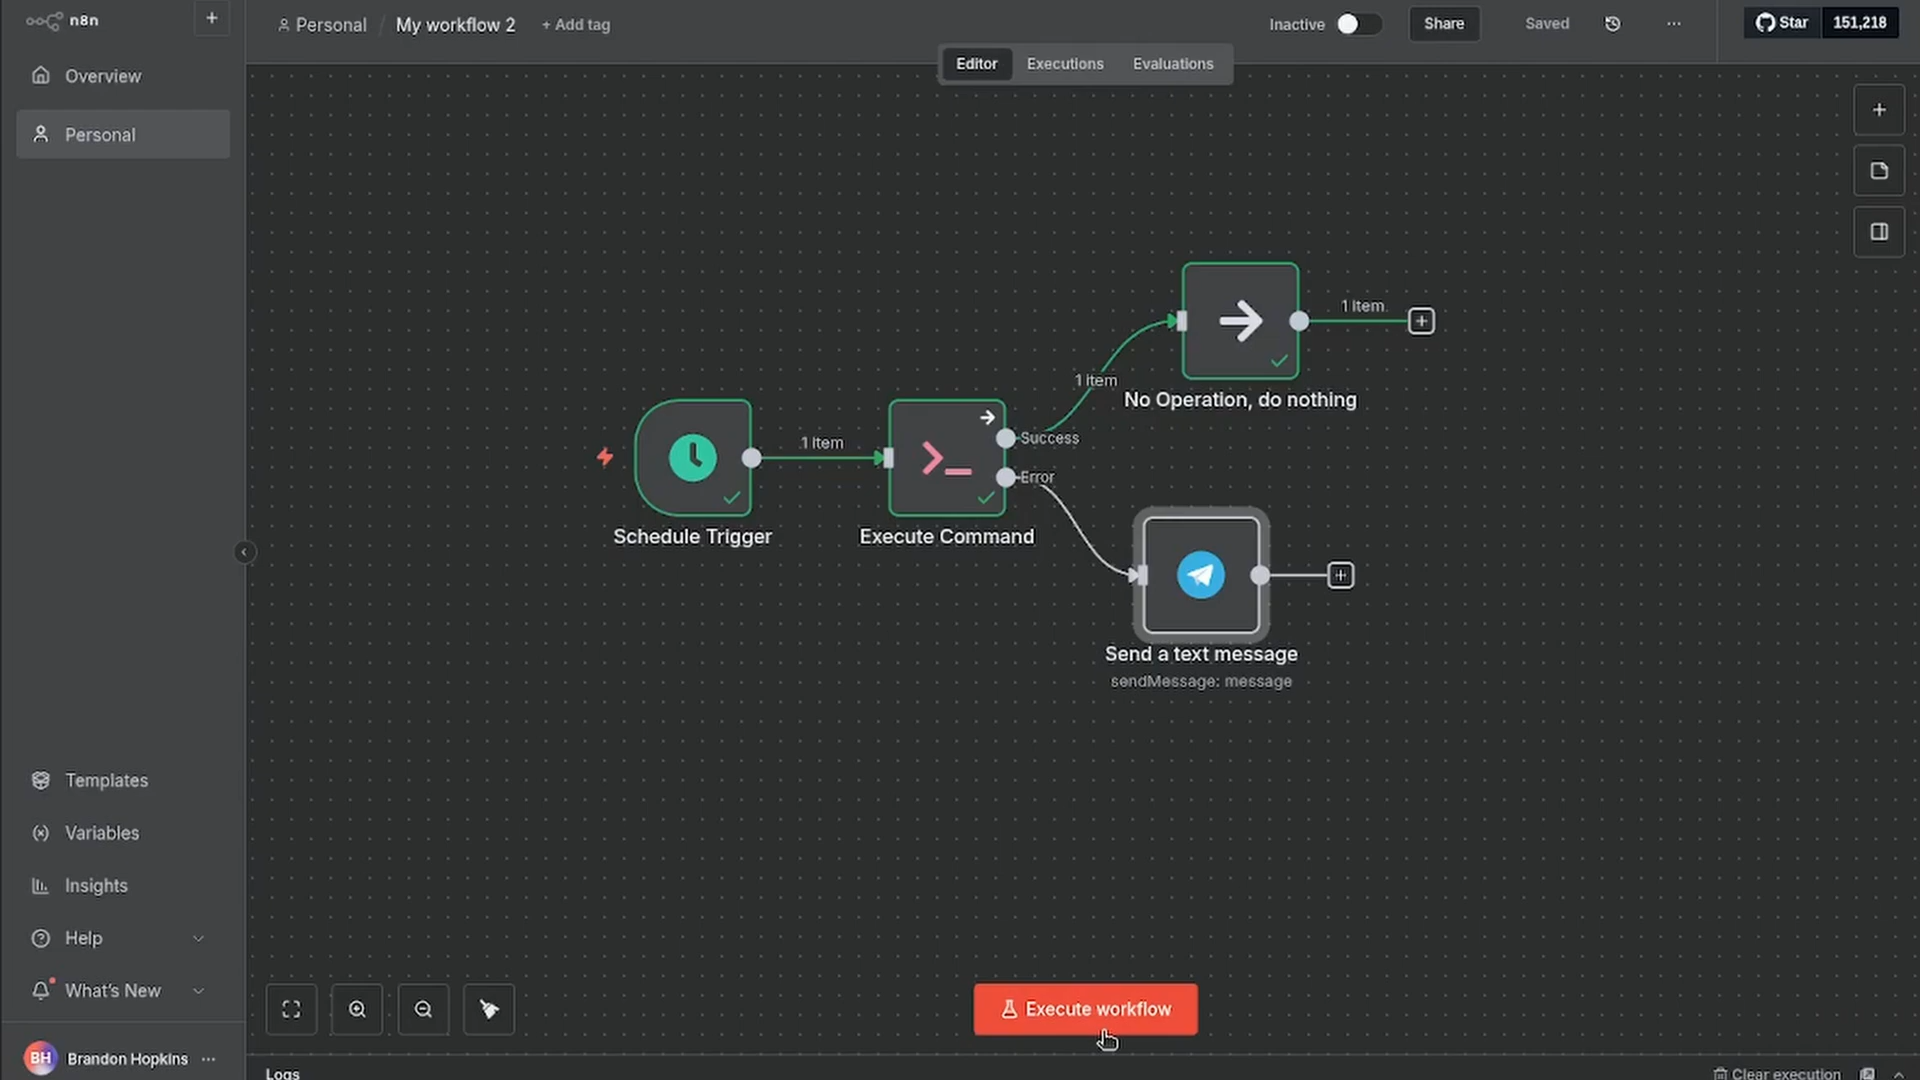 n8n
+
Personal / My workflow 2 + Add tag
Inactive
Share
Saved
Star 151,218
Editor Executions Evaluations
Overview
Personal
1 item
1 item
No Operation, do nothing
1 item
Success
Error
Schedule Trigger
Execute Command
Send a text message
sendMessage: message
Templates
Variables
Insights
Help
What's New
BH Brandon Hopkins
Execute workflow
Logs
Clear execution